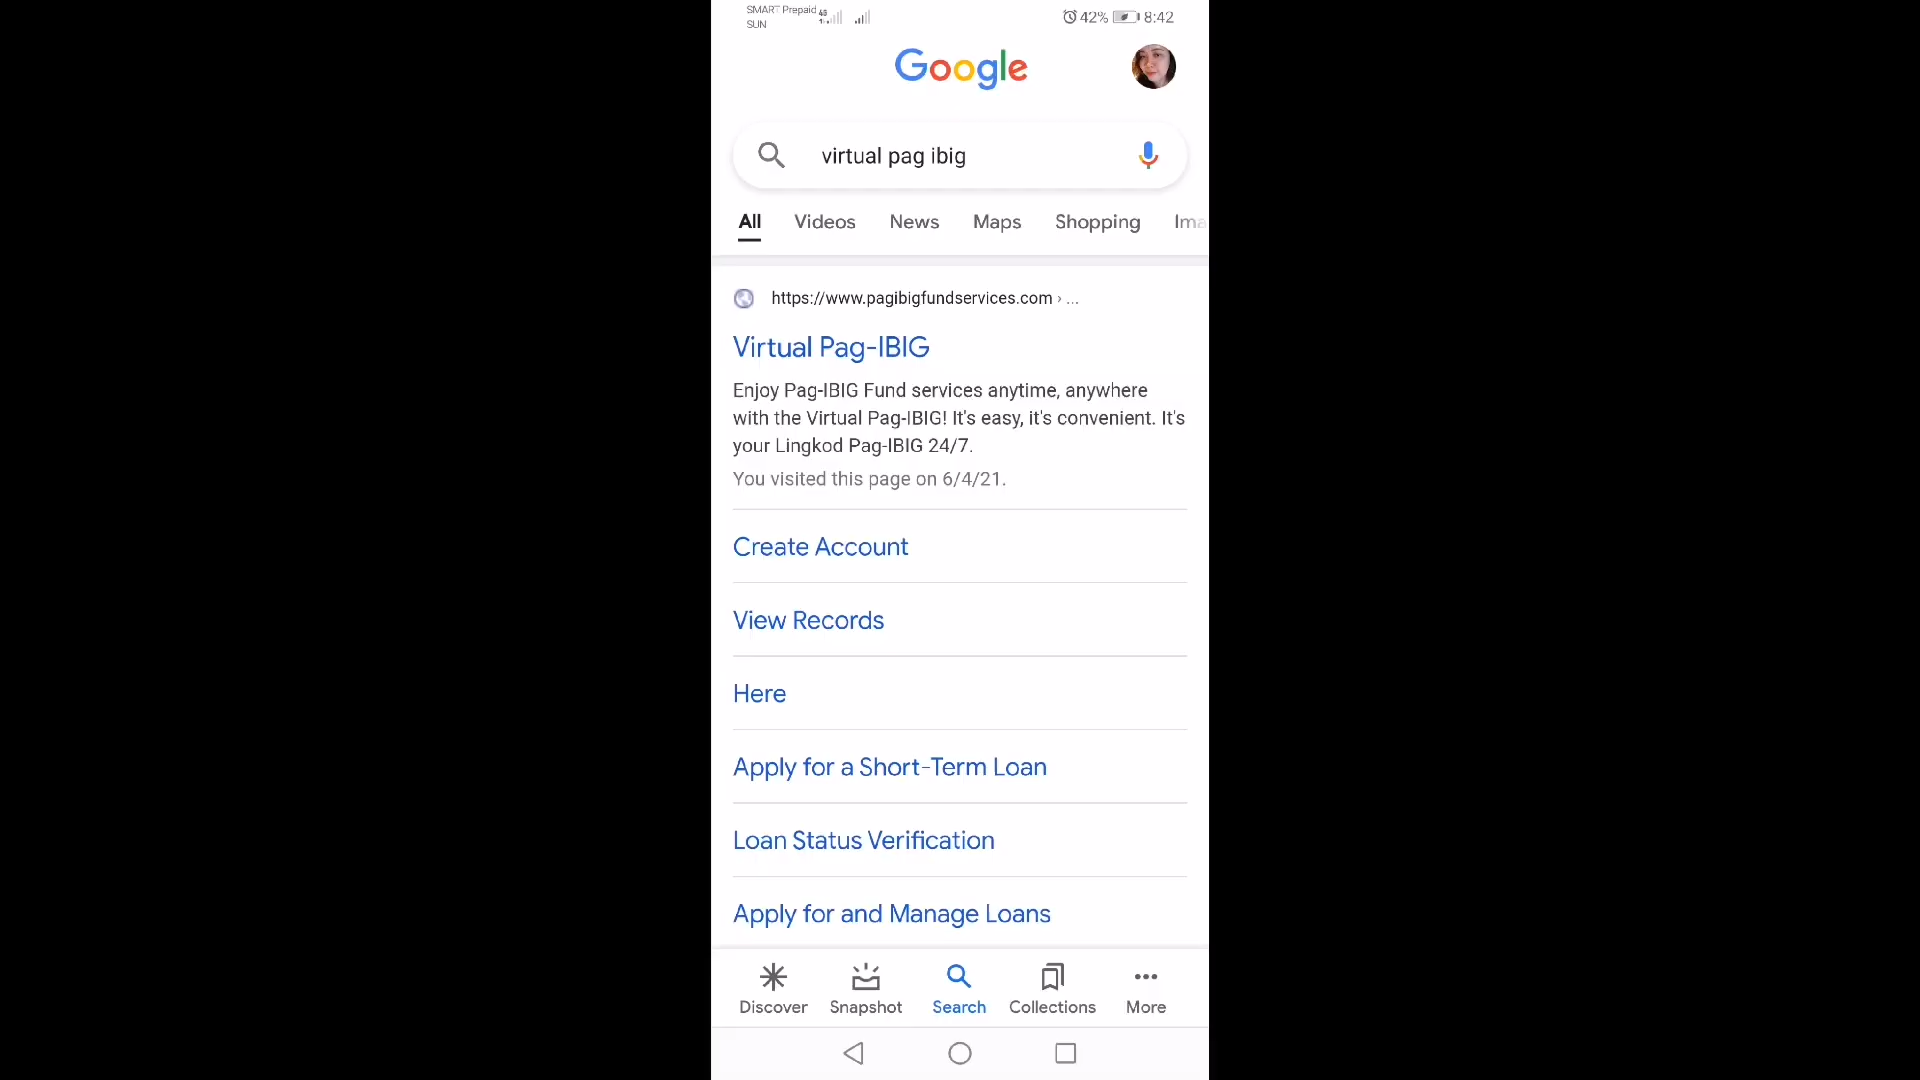 SMART Prepaid 4G
SUN
42% 8:42
Google
virtual pag ibig
All Videos News Maps Shopping Ima
https://www.pagibigfundservices.com › ...
Virtual Pag-IBIG
Enjoy Pag-IBIG Fund services anytime, anywhere
with the Virtual Pag-IBIG! It's easy, it's convenient. It's
your Lingkod Pag-IBIG 24/7.
You visited this page on 6/4/21.
Create Account
View Records
Here
Apply for a Short-Term Loan
Loan Status Verification
Apply for and Manage Loans
Discover Snapshot Search Collections More